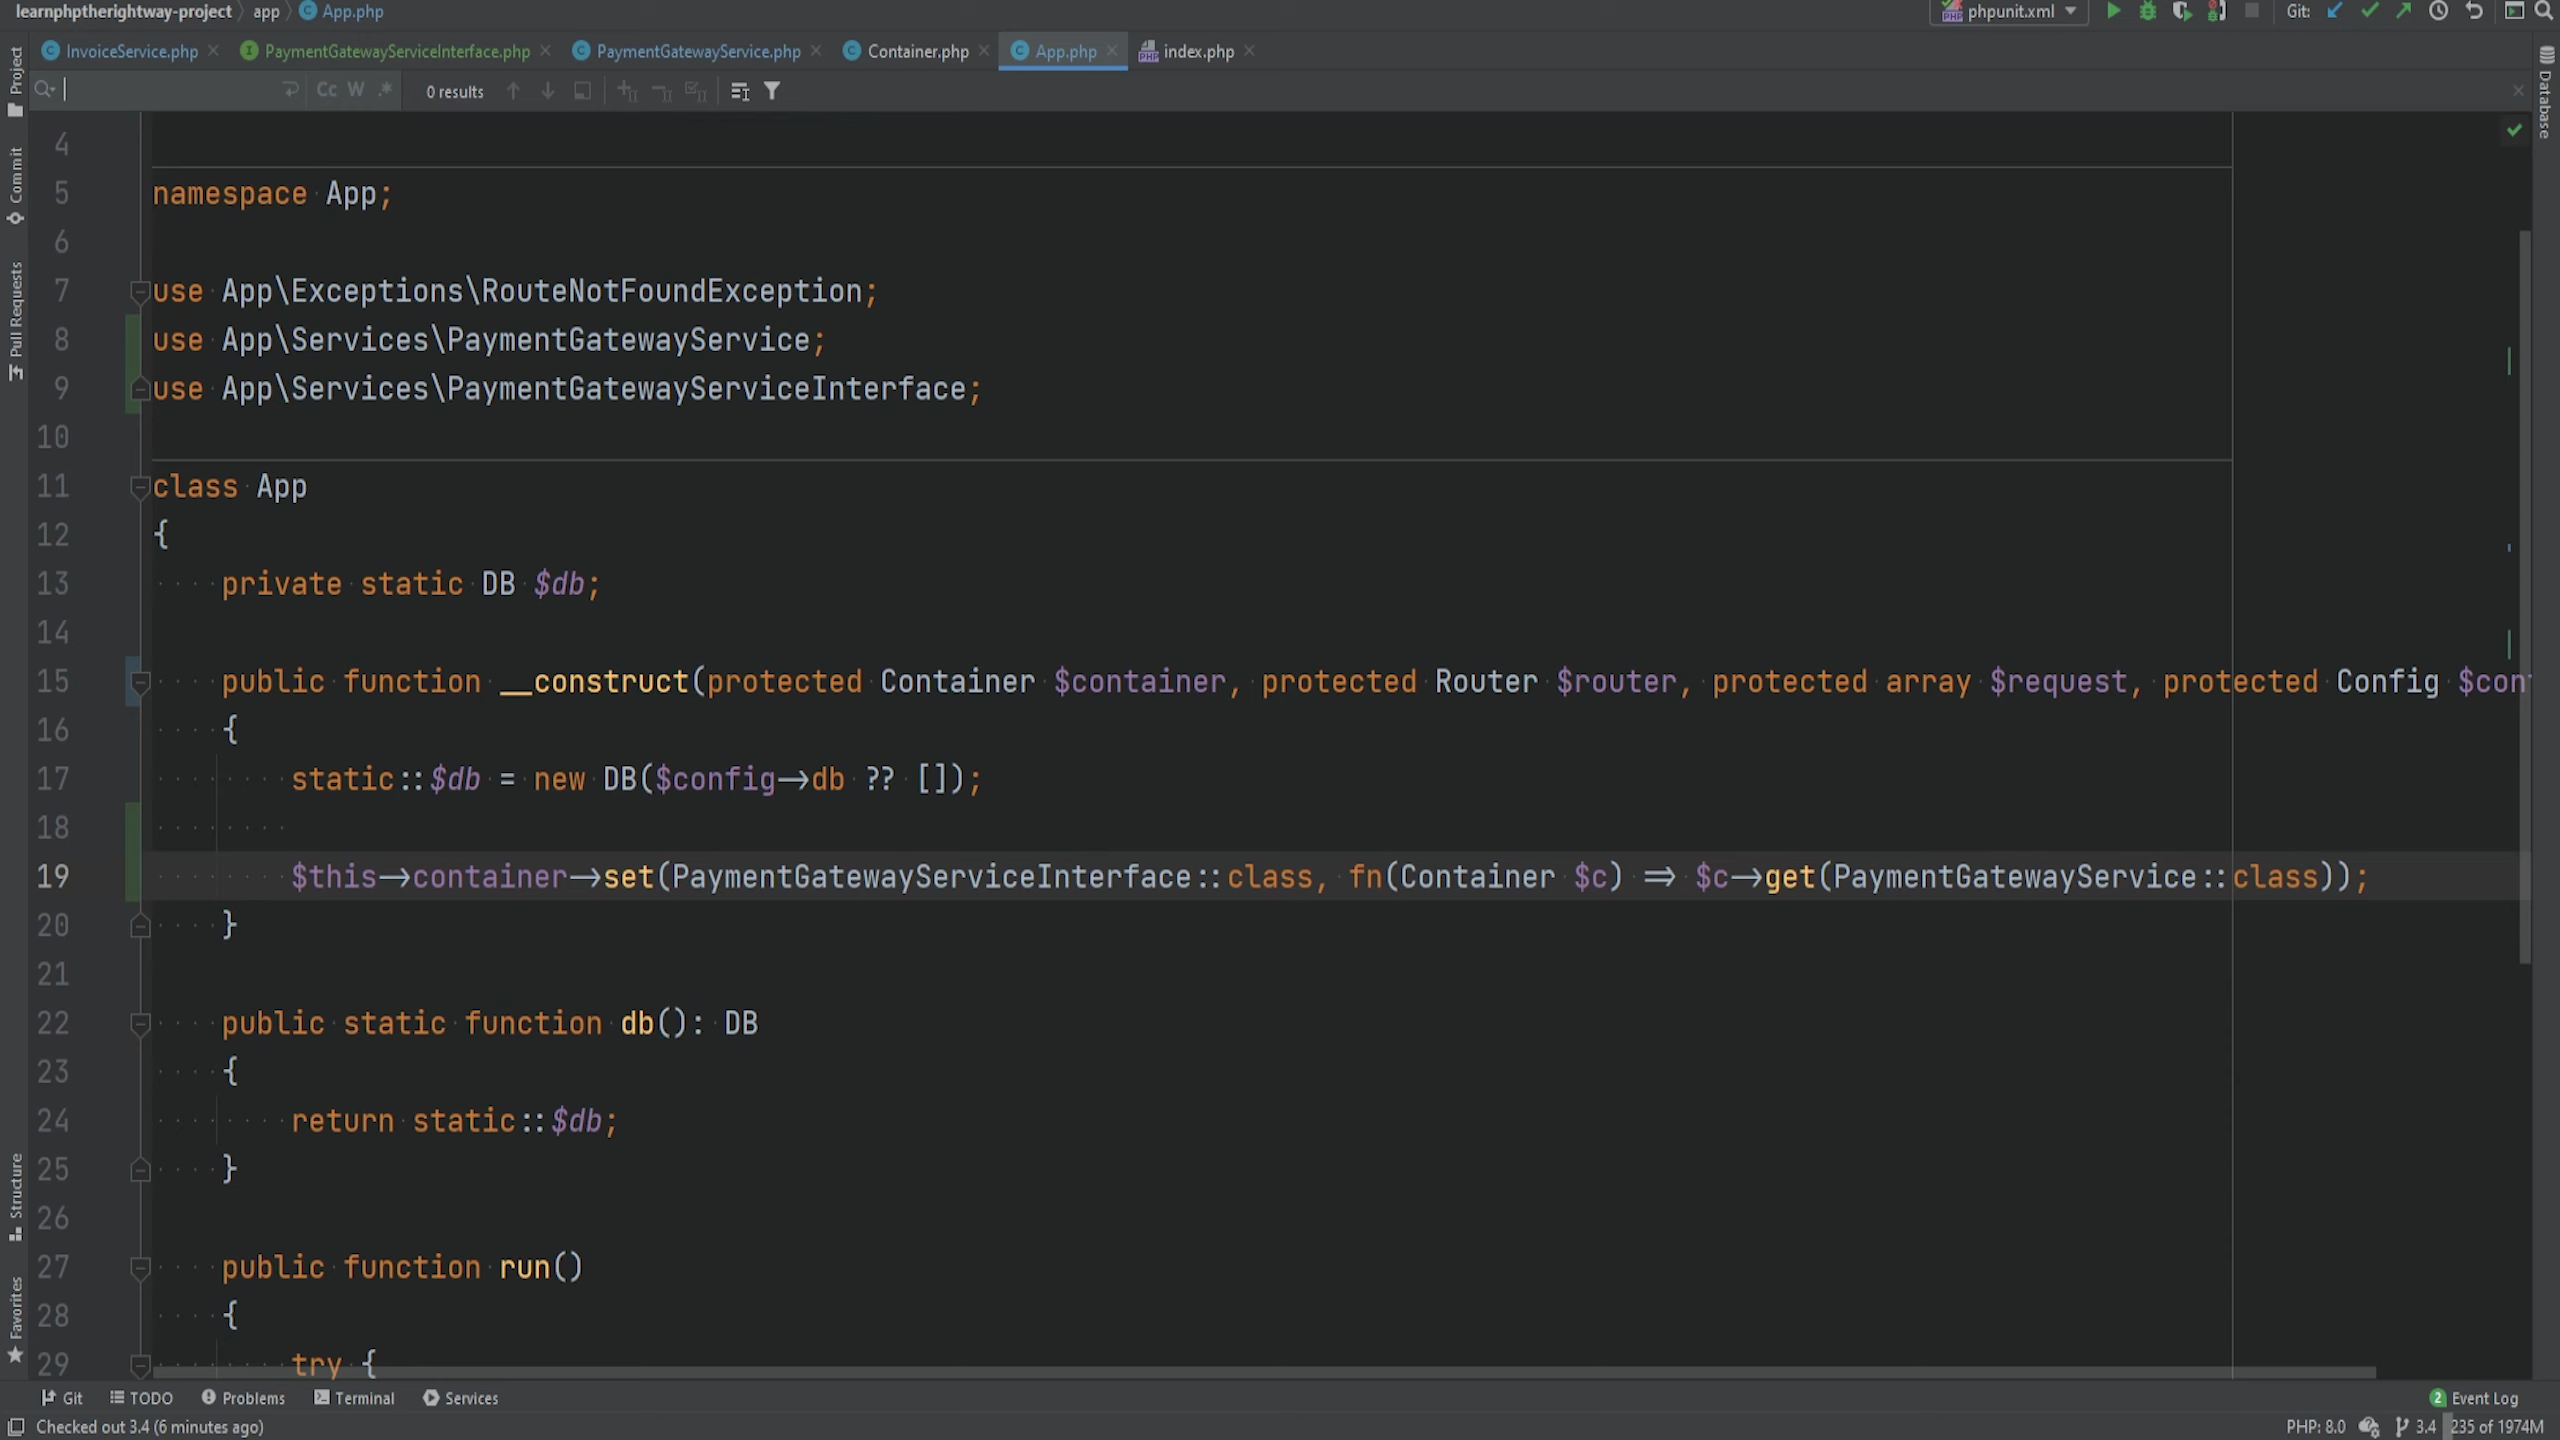 learnphptherightway-project › app › App.php phpunit.xml Git:
InvoiceService.php PaymentGatewayServiceInterface.php PaymentGatewayService.php Container.php App.php index.php
Cc W .* 0 results
Project
Commit
Pull Requests
Structure
Favorites
Database
4
5 namespace App;
6
7 use App\Exceptions\RouteNotFoundException;
8 use App\Services\PaymentGatewayService;
9 use App\Services\PaymentGatewayServiceInterface;
10
11 class App
12 {
13 private static DB $db;
14
15 public function __construct(protected Container $container, protected Router $router, protected array $request, protected Config $con
16 {
17 static::$db = new DB($config->db ?? []);
18
19 $this->container->set(PaymentGatewayServiceInterface::class, fn(Container $c) => $c->get(PaymentGatewayService::class));
20 }
21
22 public static function db(): DB
23 {
24 return static::$db;
25 }
26
27 public function run()
28 {
29 try {
Git TODO Problems Terminal Services 2 Event Log
Checked out 3.4 (6 minutes ago) PHP: 8.0 3.4 235 of 1974M